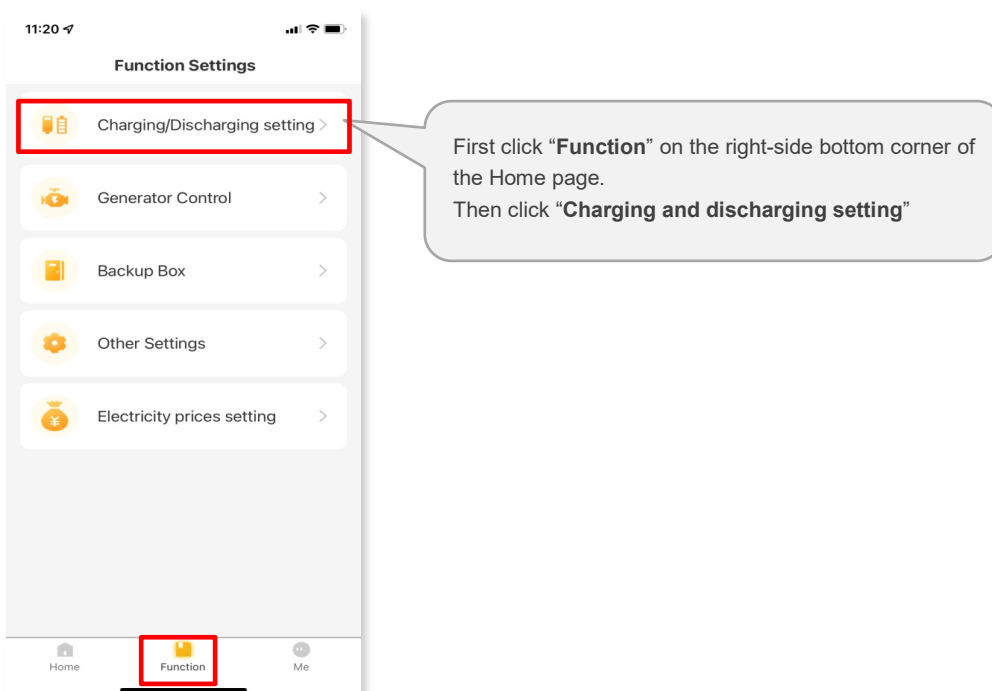 11:20
Function Settings
Charging/Discharging setting
Generator Control
Backup Box
Other Settings
Electricity prices setting
Home
Function
Me
First click “Function” on the right-side bottom corner of
the Home page.
Then click “Charging and discharging setting”